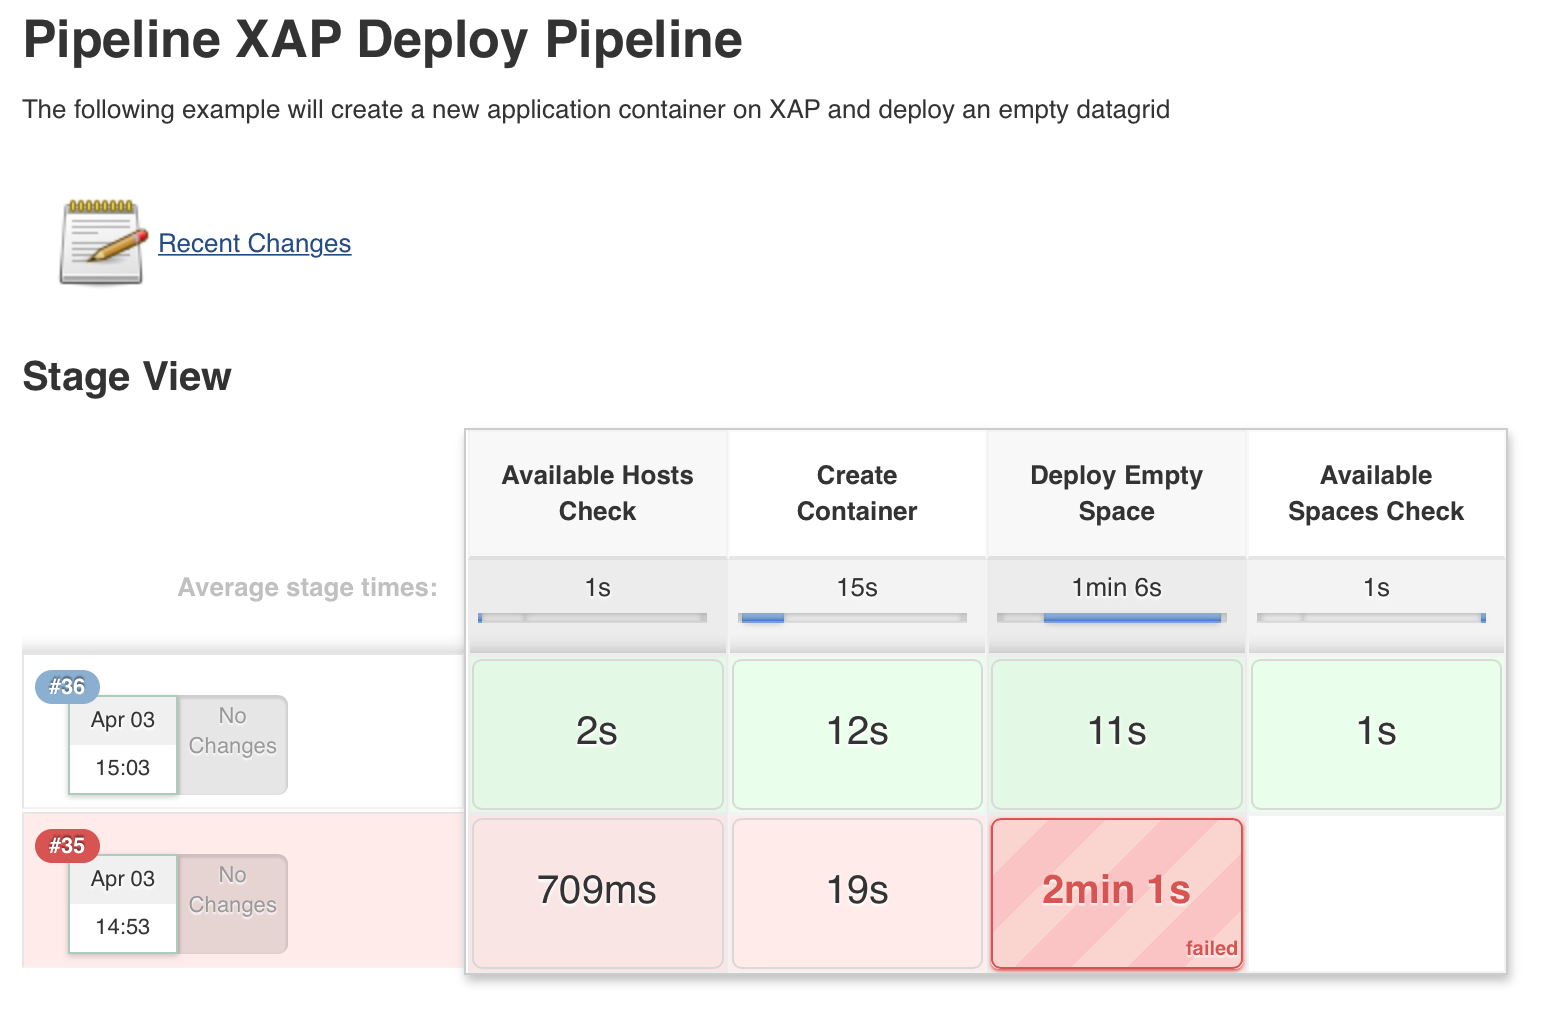 Pipeline XAP Deploy Pipeline
The following example will create a new application container on XAP and deploy an empty datagrid
Recent Changes
Stage View
Available Hosts
Check
Create
Container
Deploy Empty
Space
Available
Spaces Check
Average stage times:
1s
15s
1min 6s
1s
#36
Apr 03
15:03
No
Changes
2s
12s
11s
1s
#35
Apr 03
14:53
No
Changes
709ms
19s
2min 1s
failed